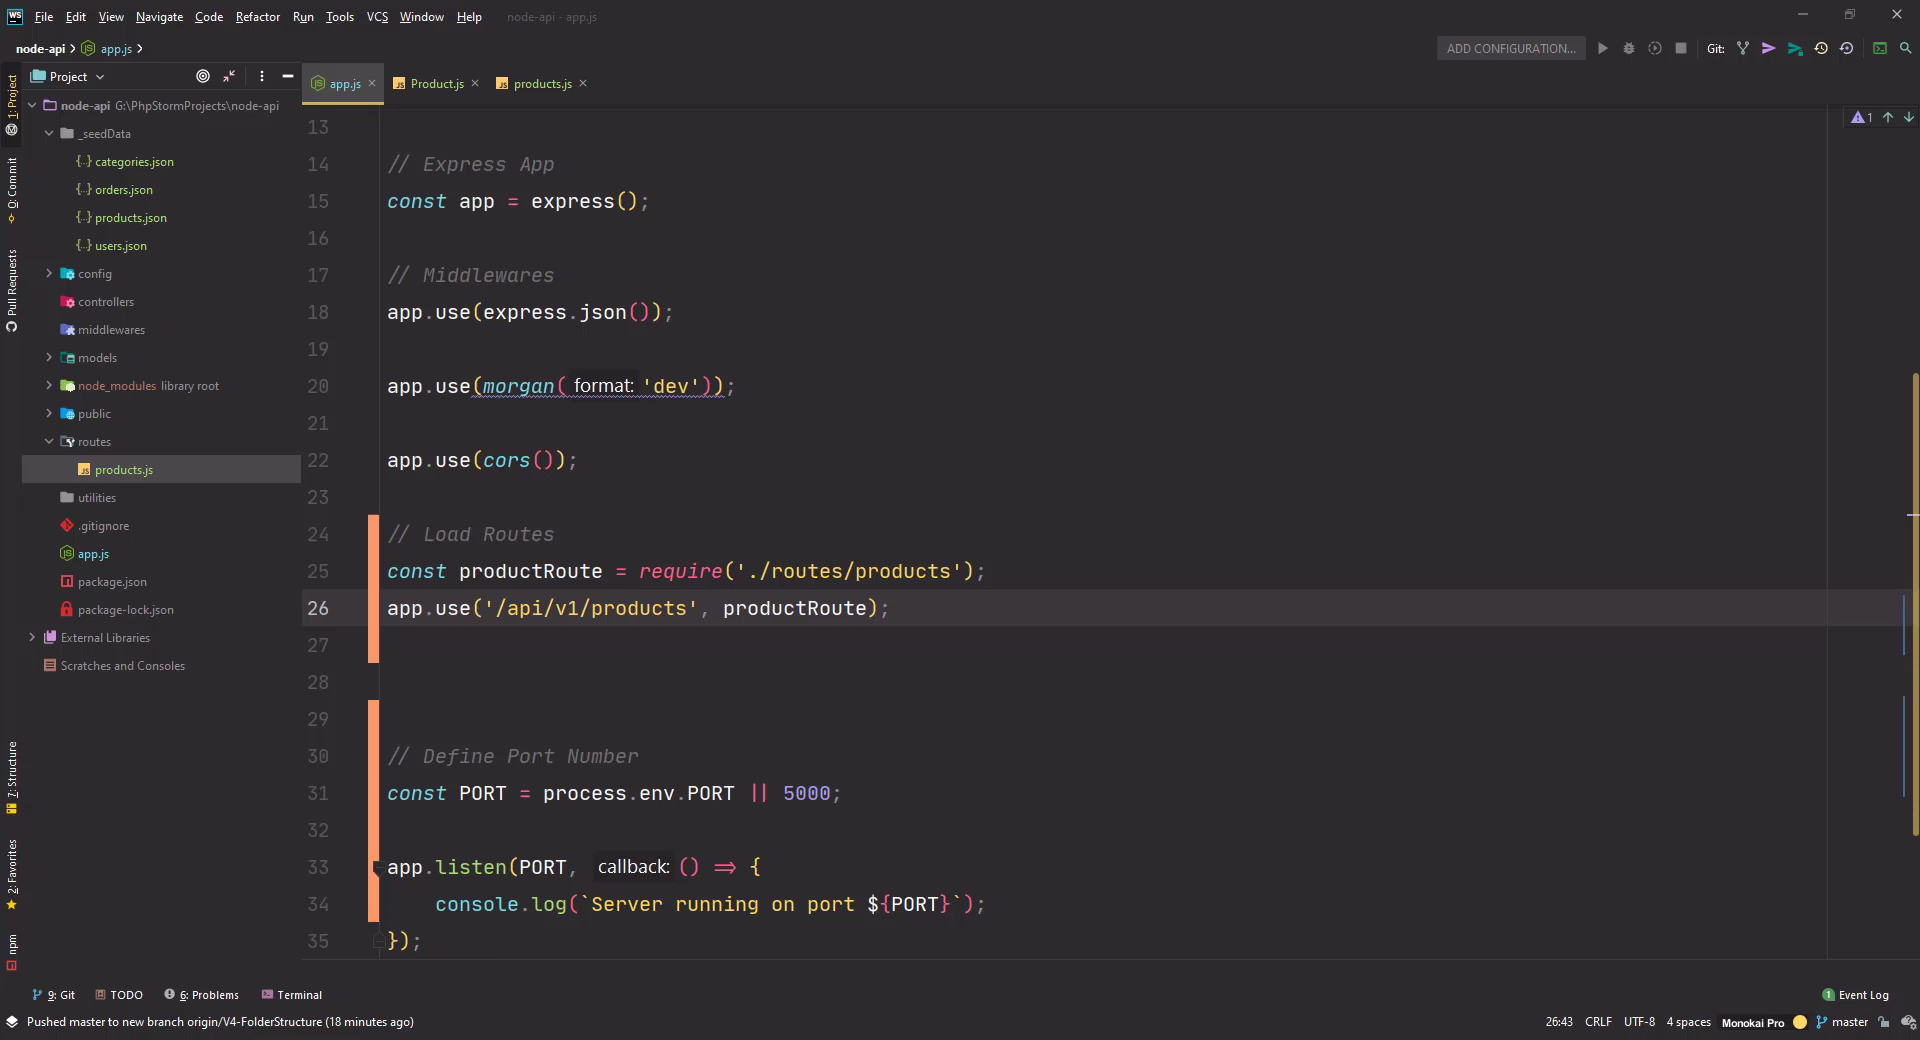 WS File Edit View Navigate Code Refactor Run Tools VCS Window Help node-api - app.js
node-api app.js ADD CONFIGURATION... Git:
Project
app.js Product.js products.js
1: Project
0: Commit
Pull Requests
7: Structure
2: Favorites
npm
node-api G:\PhpStormProjects\node-api
_seedData
categories.json
orders.json
products.json
users.json
config
controllers
middlewares
models
node_modules library root
public
routes
products.js
utilities
.gitignore
app.js
package.json
package-lock.json
External Libraries
Scratches and Consoles
1
13
14 // Express App
15 const app = express();
16
17 // Middlewares
18 app.use(express.json());
19
20 app.use(morgan( format: 'dev'));
21
22 app.use(cors());
23
24 // Load Routes
25 const productRoute = require('./routes/products');
26 app.use('/api/v1/products', productRoute);
27
28
29
30 // Define Port Number
31 const PORT = process.env.PORT || 5000;
32
33 app.listen(PORT, callback: () => {
34 console.log(`Server running on port ${PORT}`);
35 });
9: Git TODO 6: Problems Terminal 1 Event Log
Pushed master to new branch origin/V4-FolderStructure (18 minutes ago) 26:43 CRLF UTF-8 4 spaces Monokai Pro master